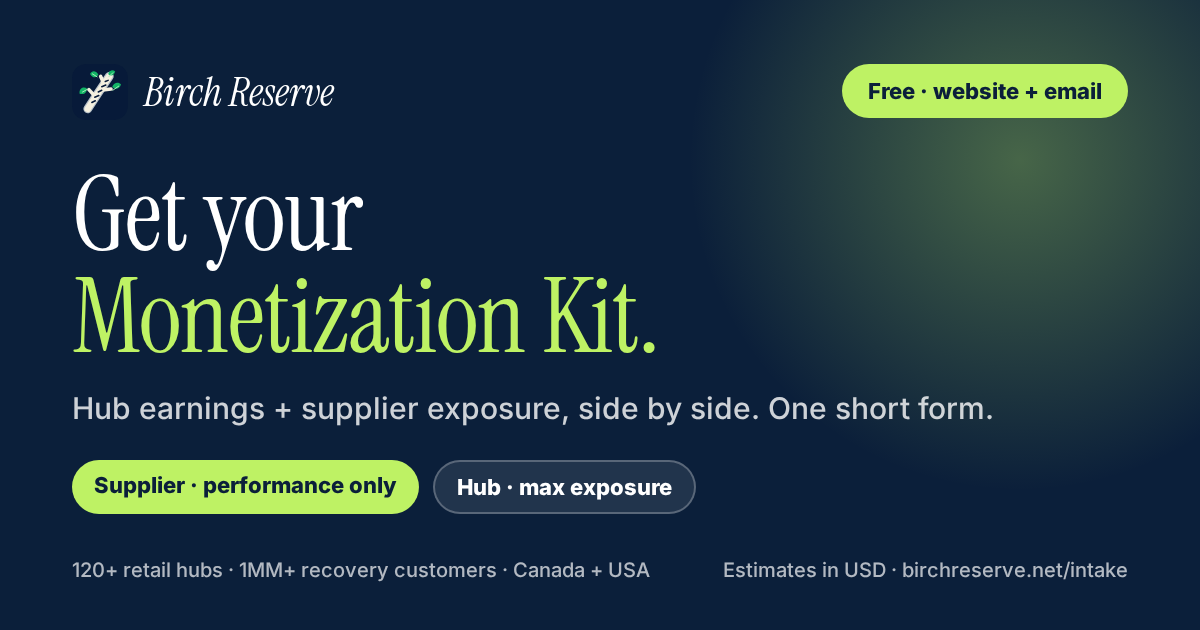 Birch Reserve
Free · website + email
Get your
Monetization Kit.
Hub earnings + supplier exposure, side by side. One short form.
Supplier · performance only
Hub · max exposure
120+ retail hubs · 1MM+ recovery customers · Canada + USA
Estimates in USD · birchreserve.net/intake